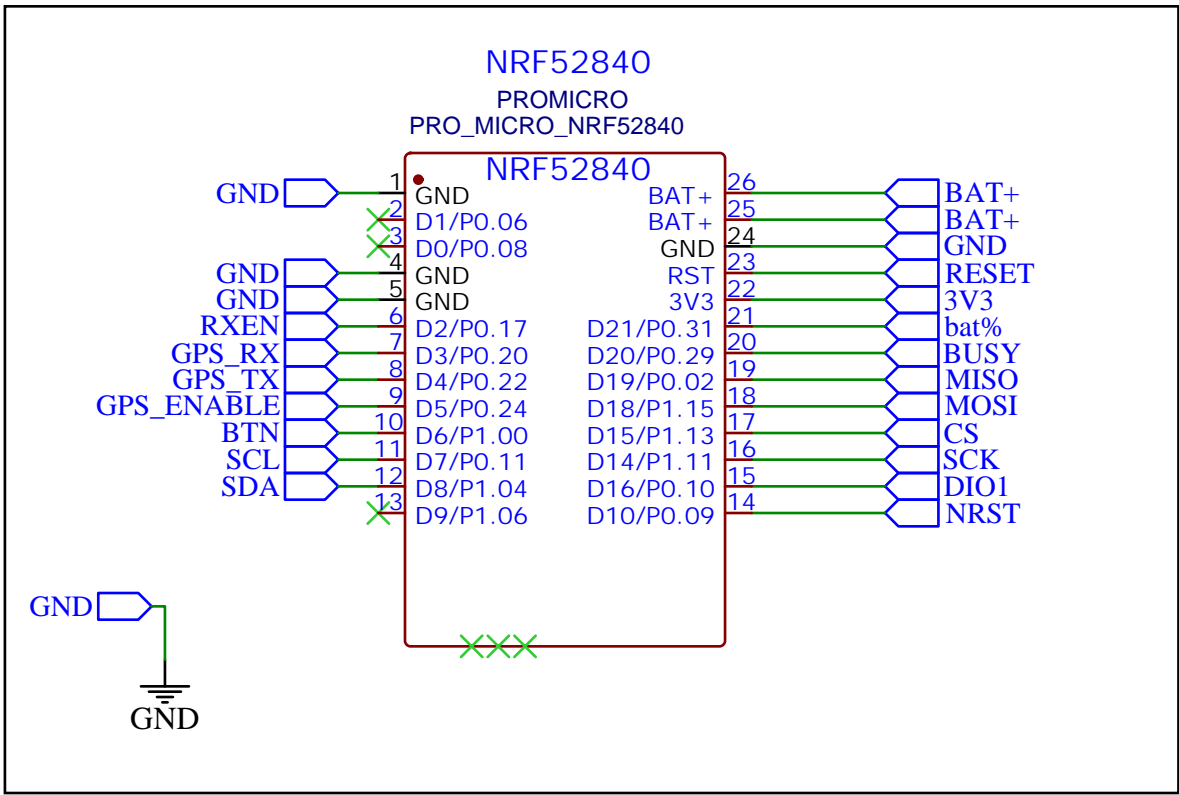 NRF52840
PROMICRO
PRO_MICRO_NRF52840
NRF52840
GND 1 GND BAT+ 26 BAT+
2 D1/P0.06 BAT+ 25 BAT+
3 D0/P0.08 GND 24 GND
GND 4 GND RST 23 RESET
GND 5 GND 3V3 22 3V3
RXEN 6 D2/P0.17 D21/P0.31 21 bat%
GPS_RX 7 D3/P0.20 D20/P0.29 20 BUSY
GPS_TX 8 D4/P0.22 D19/P0.02 19 MISO
GPS_ENABLE 9 D5/P0.24 D18/P1.15 18 MOSI
BTN 10 D6/P1.00 D15/P1.13 17 CS
SCL 11 D7/P0.11 D14/P1.11 16 SCK
SDA 12 D8/P1.04 D16/P0.10 15 DIO1
13 D9/P1.06 D10/P0.09 14 NRST
GND
GND